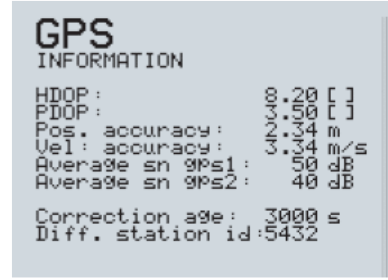 GPS
INFORMATION
HDOP: 8.20 [ ]
PDOP: 3.50 [ ]
Pos. accuracy: 2.34 m
Vel: accuracy: 3.34 m/s
Average sn gps1: 50 dB
Average sn gps2: 40 dB
Correction age: 3000 s
Diff. station id:5432